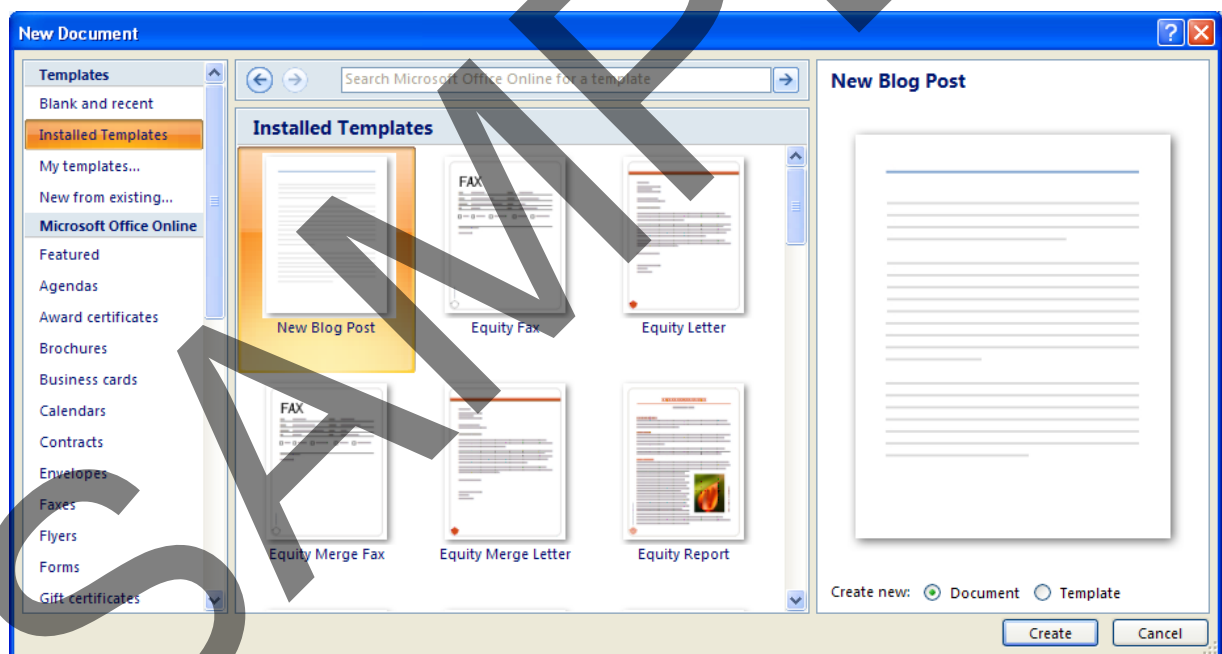 New Document
Templates
Blank and recent
Installed Templates
My templates...
New from existing...
Microsoft Office Online
Featured
Agendas
Award certificates
Brochures
Business cards
Calendars
Contracts
Envelopes
Faxes
Flyers
Forms
Gift certificates
Search Microsoft Office Online for a template
Installed Templates
FAX
New Blog Post
Equity Fax
Equity Letter
FAX
Equity Merge Fax
Equity Merge Letter
Equity Report
New Blog Post
Create new: Document Template
Create Cancel
SAMP